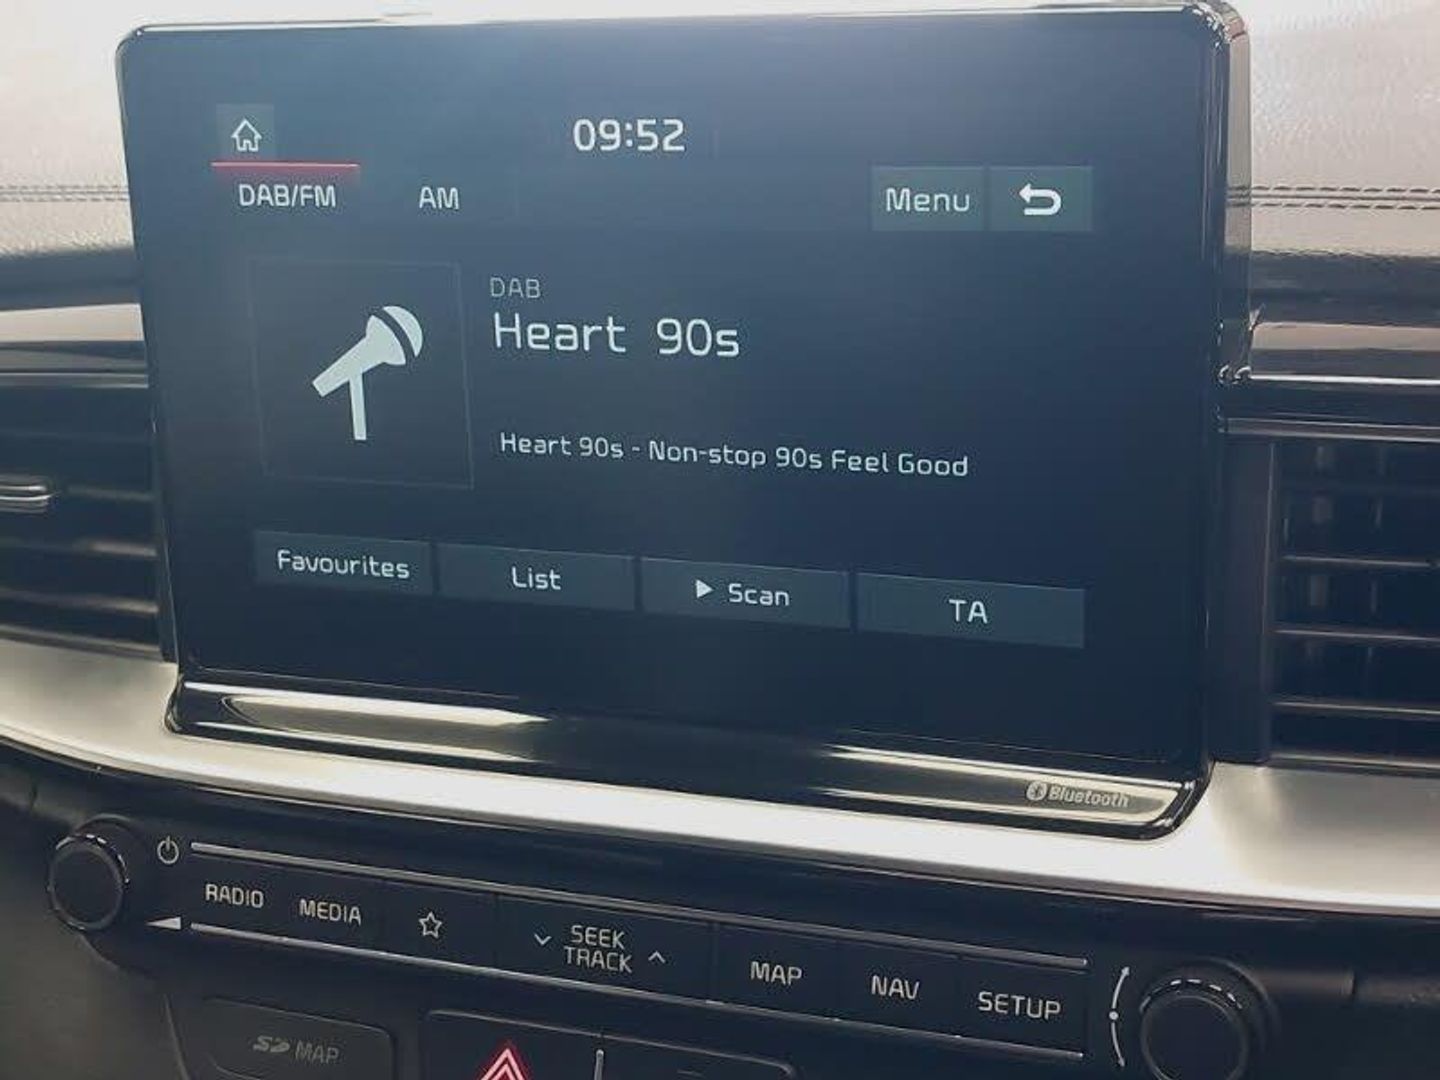 09:52
DAB/FM AM Menu
DAB
Heart 90s
Heart 90s - Non-stop 90s Feel Good
Favourites List Scan TA
Bluetooth
RADIO MEDIA SEEK TRACK MAP NAV SETUP
SD MAP